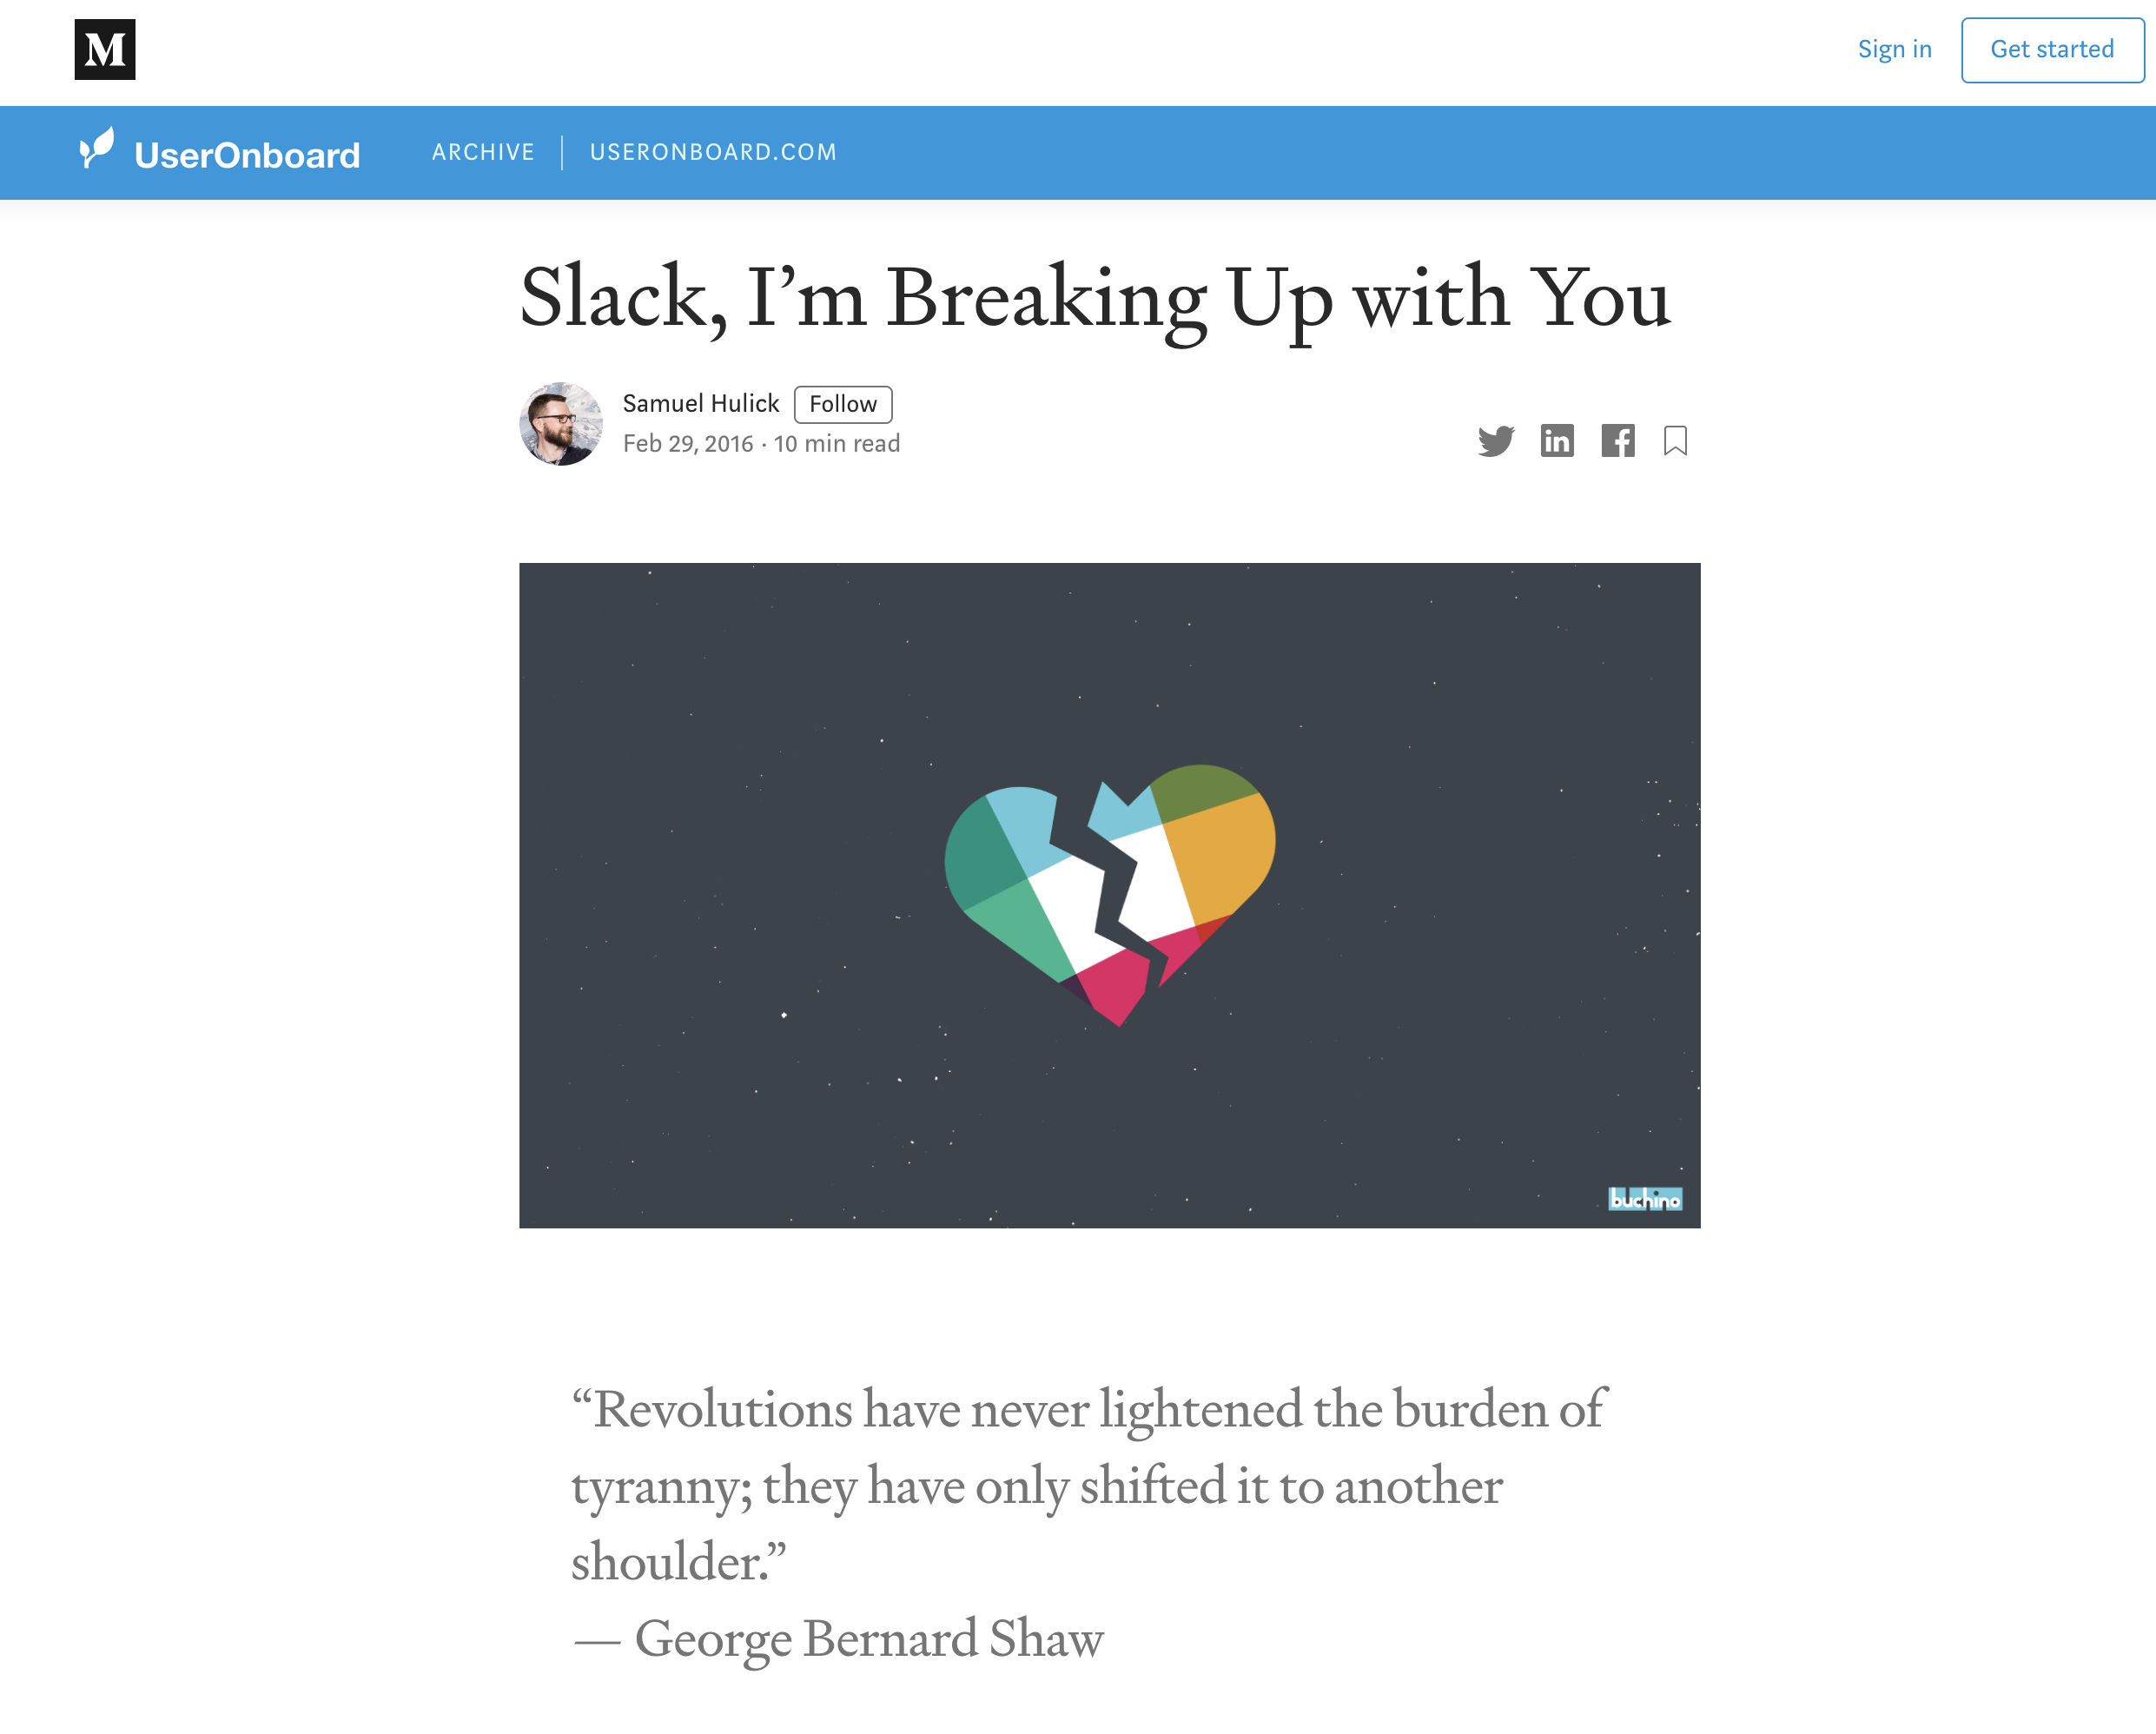 M
Sign in
Get started
UserOnboard
ARCHIVE
USERONBOARD.COM
Slack, I’m Breaking Up with You
Samuel Hulick
Follow
Feb 29, 2016 · 10 min read
in
f
buchino
“Revolutions have never lightened the burden of
tyranny; they have only shifted it to another
shoulder.”
— George Bernard Shaw